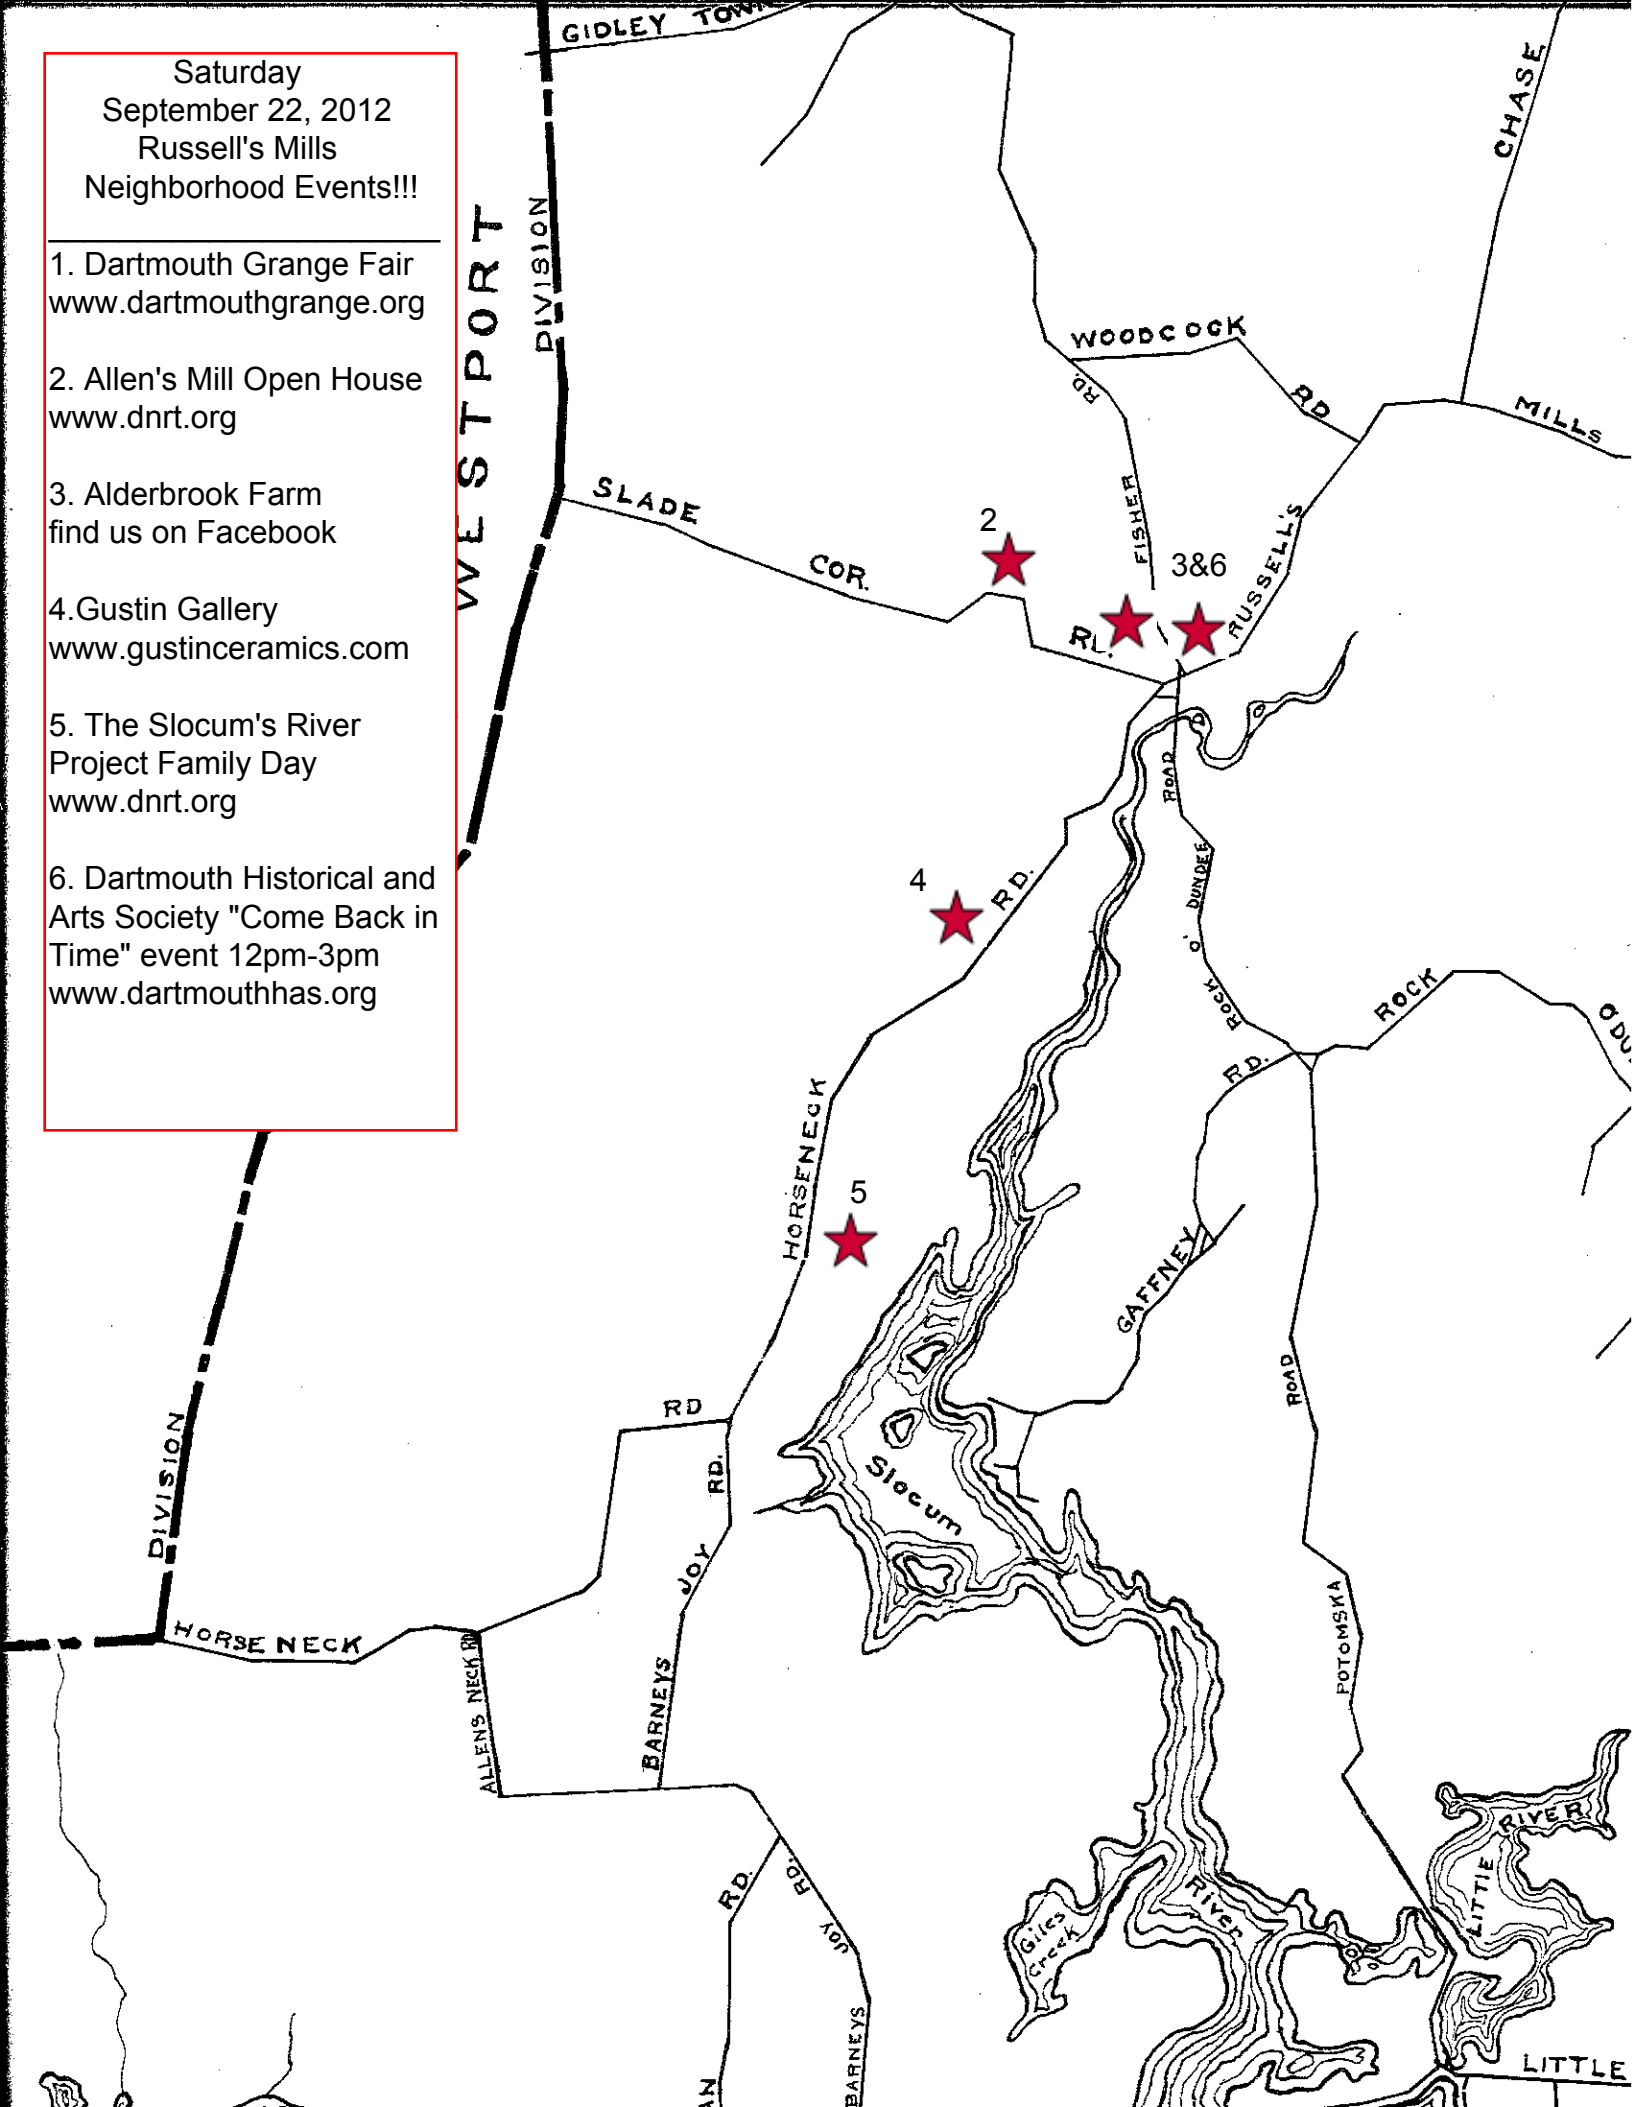 Saturday
September 22, 2012
Russell's Mills
Neighborhood Events!!!
1. Dartmouth Grange Fair
www.dartmouthgrange.org
2. Allen's Mill Open House
www.dnrt.org
3. Alderbrook Farm
find us on Facebook
4.Gustin Gallery
www.gustinceramics.com
5. The Slocum's River
Project Family Day
www.dnrt.org
6. Dartmouth Historical and
Arts Society "Come Back in
Time" event 12pm-3pm
www.dartmouthhas.org
GIDLEY TOWN
CHASE
WESTPORT
DIVISION
WOODCOCK
RD
RD.
MILLS
SLADE
COR.
RL.
2
FISHER
3&6
RUSSELL'S
ROAD
4
RD.
DUNDEE
O'
ROCK
ROCK
RD.
HORSENECK
5
GAFFNEY
ROAD
RD
RD.
DIVISION
Slocum
JOY
POTOMSKA
HORSE NECK
ALLENS NECK RD
BARNEYS
RIVER
LITTLE
RD.
RD.
JOY
River
Giles
Creek
BARNEYS
LITTLE